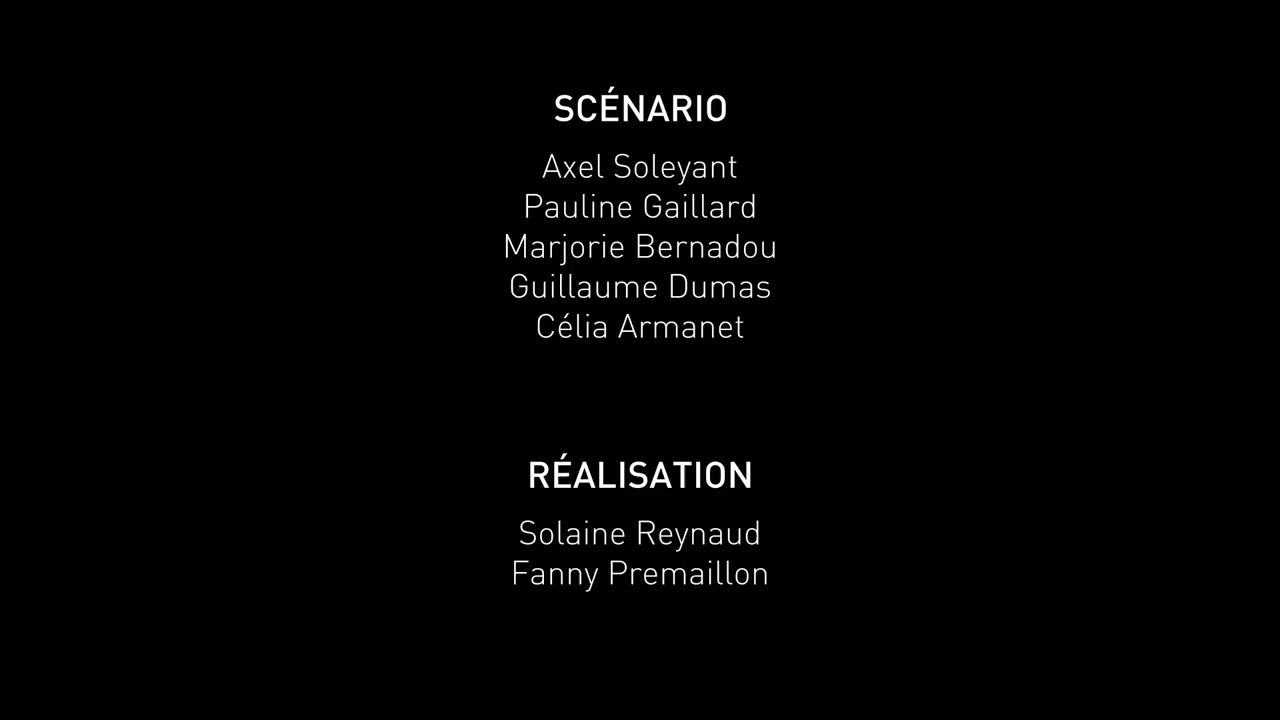 SCÉNARIO
Axel Soleyant
Pauline Gaillard
Marjorie Bernadou
Guillaume Dumas
Célia Armanet
RÉALISATION
Solaine Reynaud
Fanny Premaillon